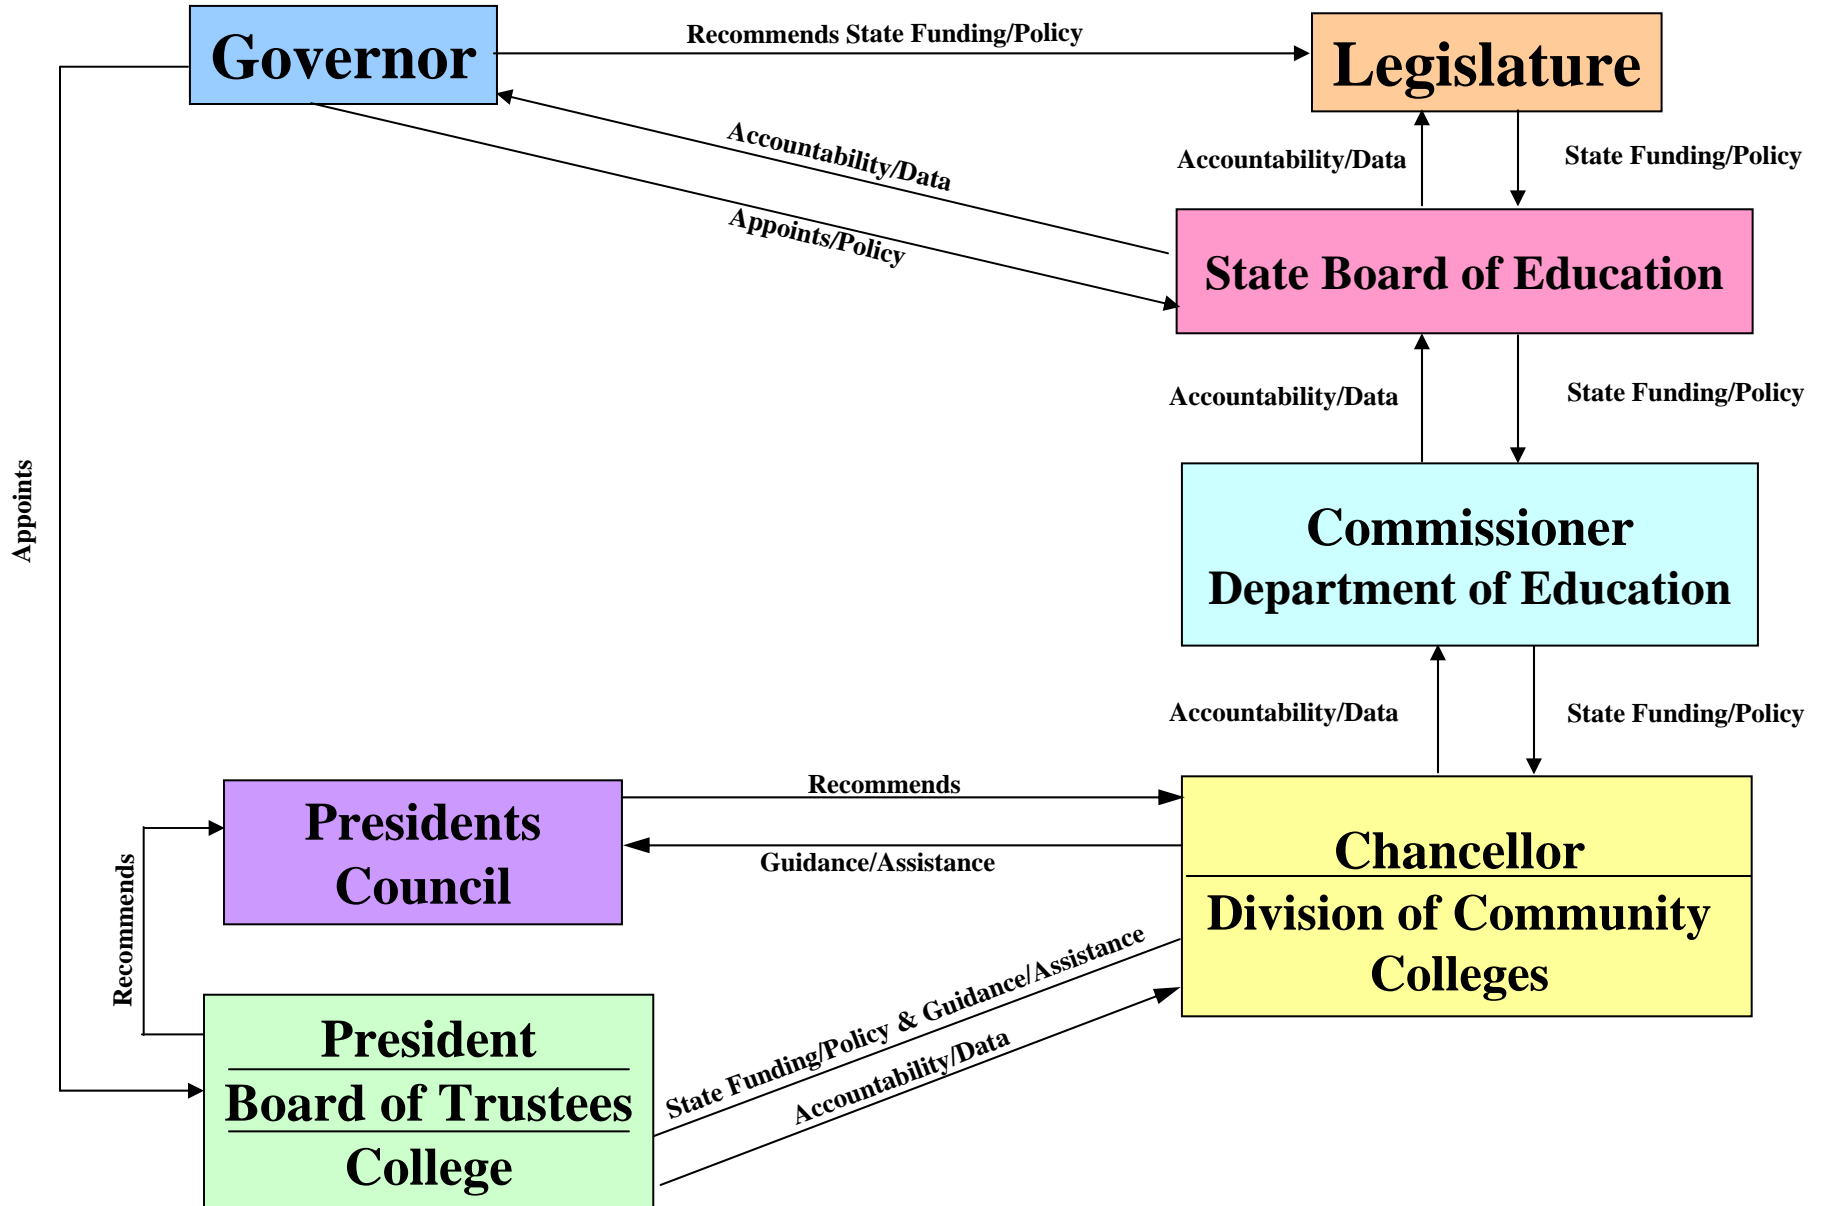 Governor
Recommends State Funding/Policy
Legislature
Accountability/Data
Appoints/Policy
Accountability/Data
State Funding/Policy
State Board of Education
Accountability/Data
State Funding/Policy
Appoints
Commissioner
Department of Education
Accountability/Data
State Funding/Policy
Presidents
Council
Recommends
Guidance/Assistance
Chancellor
Division of Community
Colleges
Recommends
State Funding/Policy & Guidance/Assistance
Accountability/Data
President
Board of Trustees
College